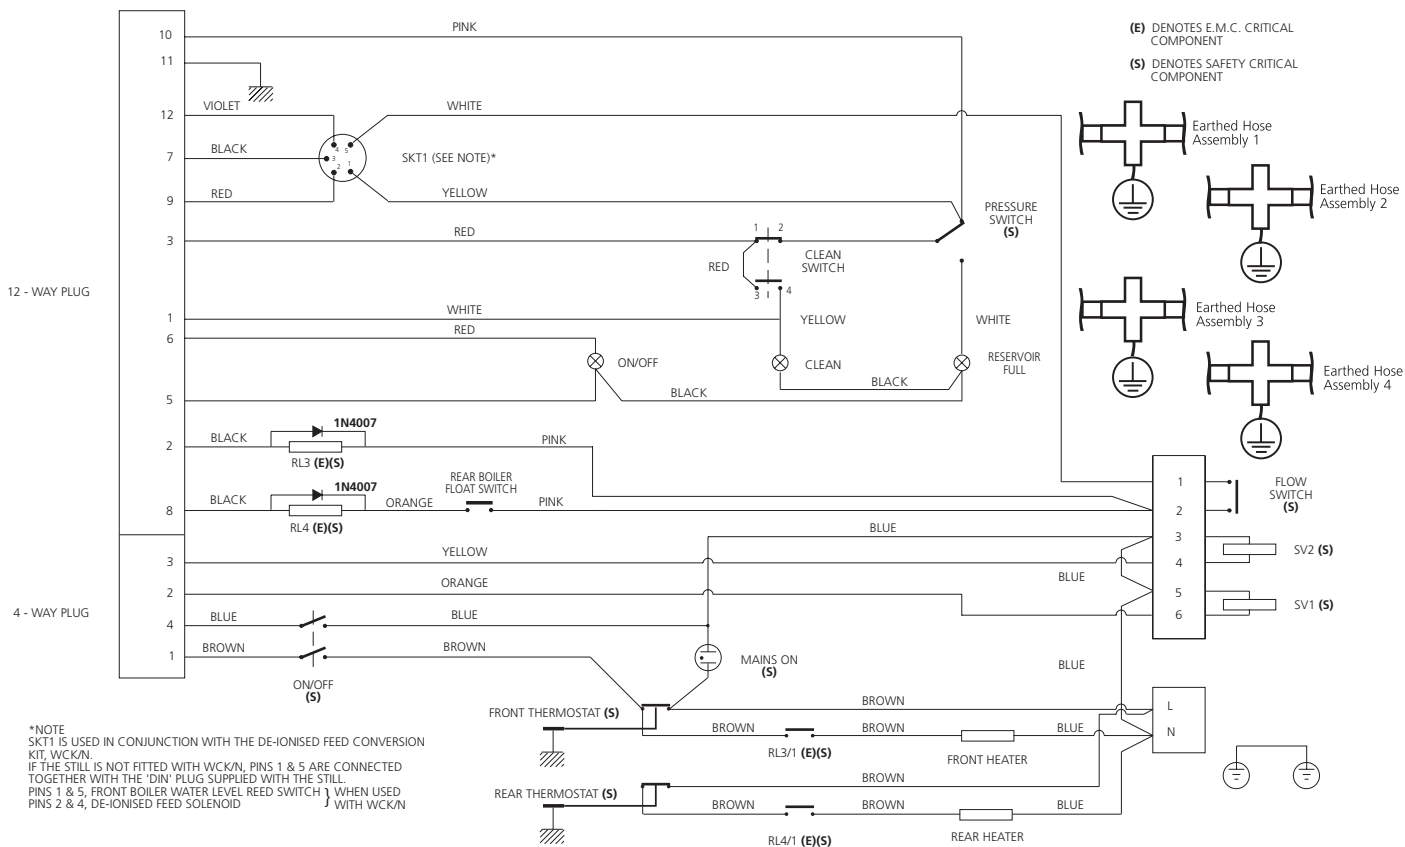 PINK
10
11
VIOLET
12
WHITE
4 5
3
2 1
BLACK
7
SKT1 (SEE NOTE)*
RED
9
YELLOW
3
RED
1 2
RED
3 4
CLEAN
SWITCH
PRESSURE
SWITCH
(S)
12 - WAY PLUG
1
WHITE
6
RED
YELLOW
WHITE
ON/OFF
CLEAN
RESERVOIR
FULL
BLACK
5
BLACK
2
BLACK
1N4007
RL3 (E)(S)
PINK
8
BLACK
1N4007
RL4 (E)(S)
ORANGE
REAR BOILER
FLOAT SWITCH
PINK
BLUE
3
YELLOW
2
ORANGE
4 - WAY PLUG
4
BLUE
BLUE
1
BROWN
BROWN
ON/OFF
(S)
MAINS ON
(S)
(E) DENOTES E.M.C. CRITICAL
COMPONENT
(S) DENOTES SAFETY CRITICAL
COMPONENT
Earthed Hose
Assembly 1
Earthed Hose
Assembly 2
Earthed Hose
Assembly 3
Earthed Hose
Assembly 4
1
2
3
4
5
6
FLOW
SWITCH
(S)
SV2 (S)
SV1 (S)
BLUE
BLUE
L
N
FRONT THERMOSTAT (S)
BROWN
BROWN
RL3/1 (E)(S)
BROWN
FRONT HEATER
BLUE
REAR THERMOSTAT (S)
BROWN
BROWN
RL4/1 (E)(S)
BROWN
REAR HEATER
BLUE
*NOTE
SKT1 IS USED IN CONJUNCTION WITH THE DE-IONISED FEED CONVERSION
KIT, WCK/N.
IF THE STILL IS NOT FITTED WITH WCK/N, PINS 1 & 5 ARE CONNECTED
TOGETHER WITH THE 'DIN' PLUG SUPPLIED WITH THE STILL.
PINS 1 & 5, FRONT BOILER WATER LEVEL REED SWITCH } WHEN USED
PINS 2 & 4, DE-IONISED FEED SOLENOID WITH WCK/N